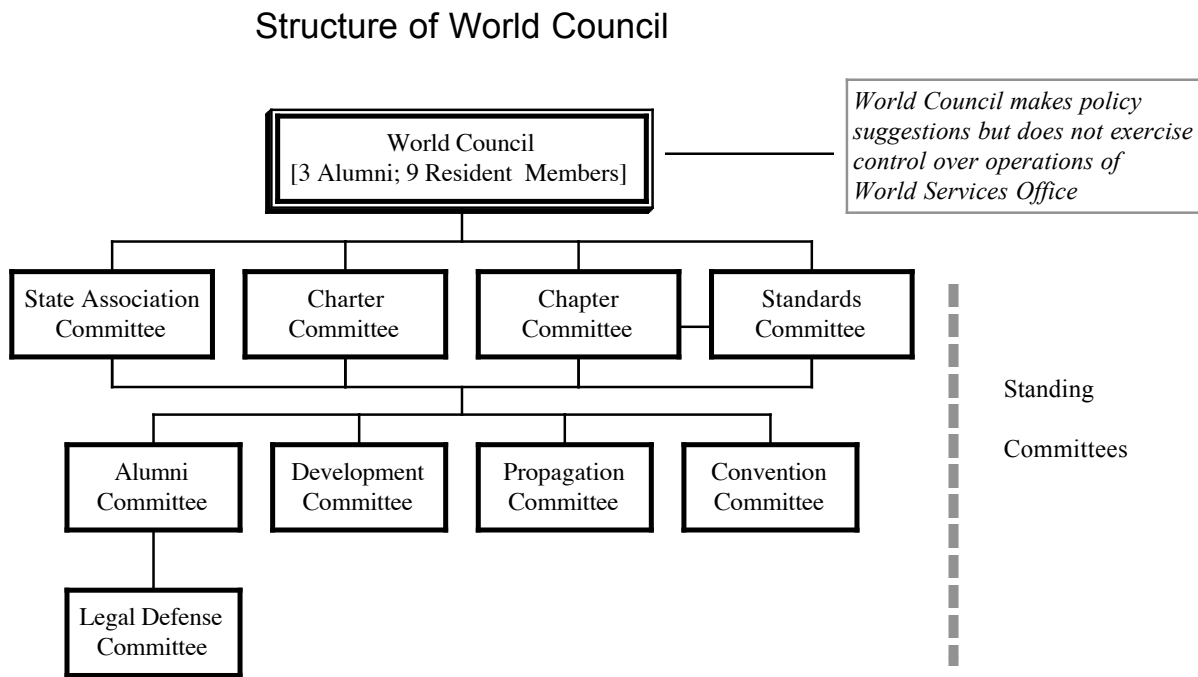 Structure of World Council
World Council
[3 Alumni; 9 Resident Members]
World Council makes policy
suggestions but does not exercise
control over operations of
World Services Office
State Association
Committee
Charter
Committee
Chapter
Committee
Standards
Committee
Standing
Committees
Alumni
Committee
Development
Committee
Propagation
Committee
Convention
Committee
Legal Defense
Committee